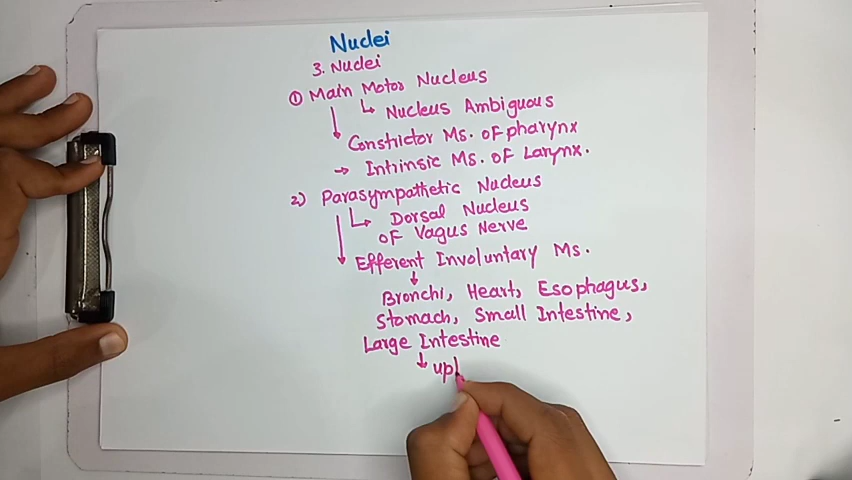 Nuclei
3. Nuclei
① Main Motor Nucleus
↳ Nucleus Ambiguous
↓ Constrictor Ms. of pharynx
→ Intrinsic Ms. of Larynx.
2) Parasympathetic Nucleus
↳ Dorsal Nucleus
of Vagus Nerve
↓ Efferent Involuntary Ms.
↓
Bronchi, Heart, Esophagus,
Stomach, Small Intestine,
Large Intestine
↓ upl